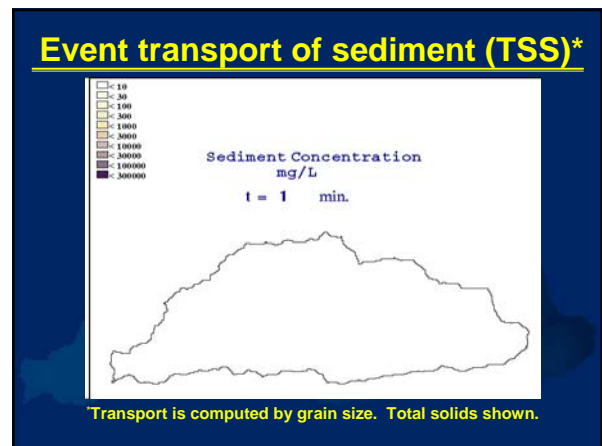 Event transport of sediment (TSS)*
< 10
< 30
< 100
< 300
< 1000
< 3000
< 10000
< 30000
< 100000
< 300000
Sediment Concentration
mg/L
t = 1 min.
*Transport is computed by grain size. Total solids shown.